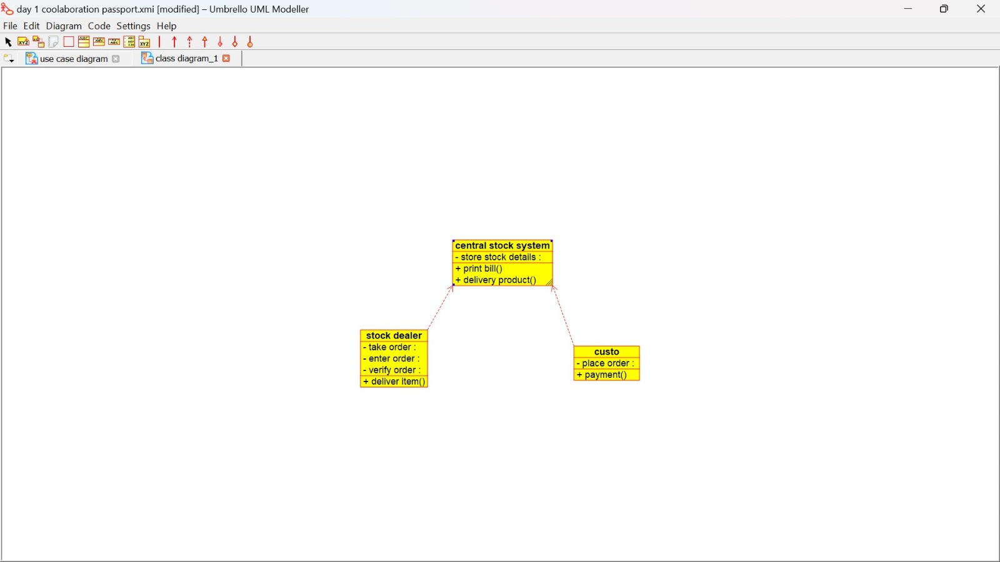 day 1 coolaboration passport.xmi [modified] – Umbrello UML Modeller
File Edit Diagram Code Settings Help
use case diagram
class diagram_1
central stock system
- store stock details :
+ print bill()
+ delivery product()
stock dealer
- take order :
- enter order :
- verify order :
+ deliver item()
custo
- place order :
+ payment()